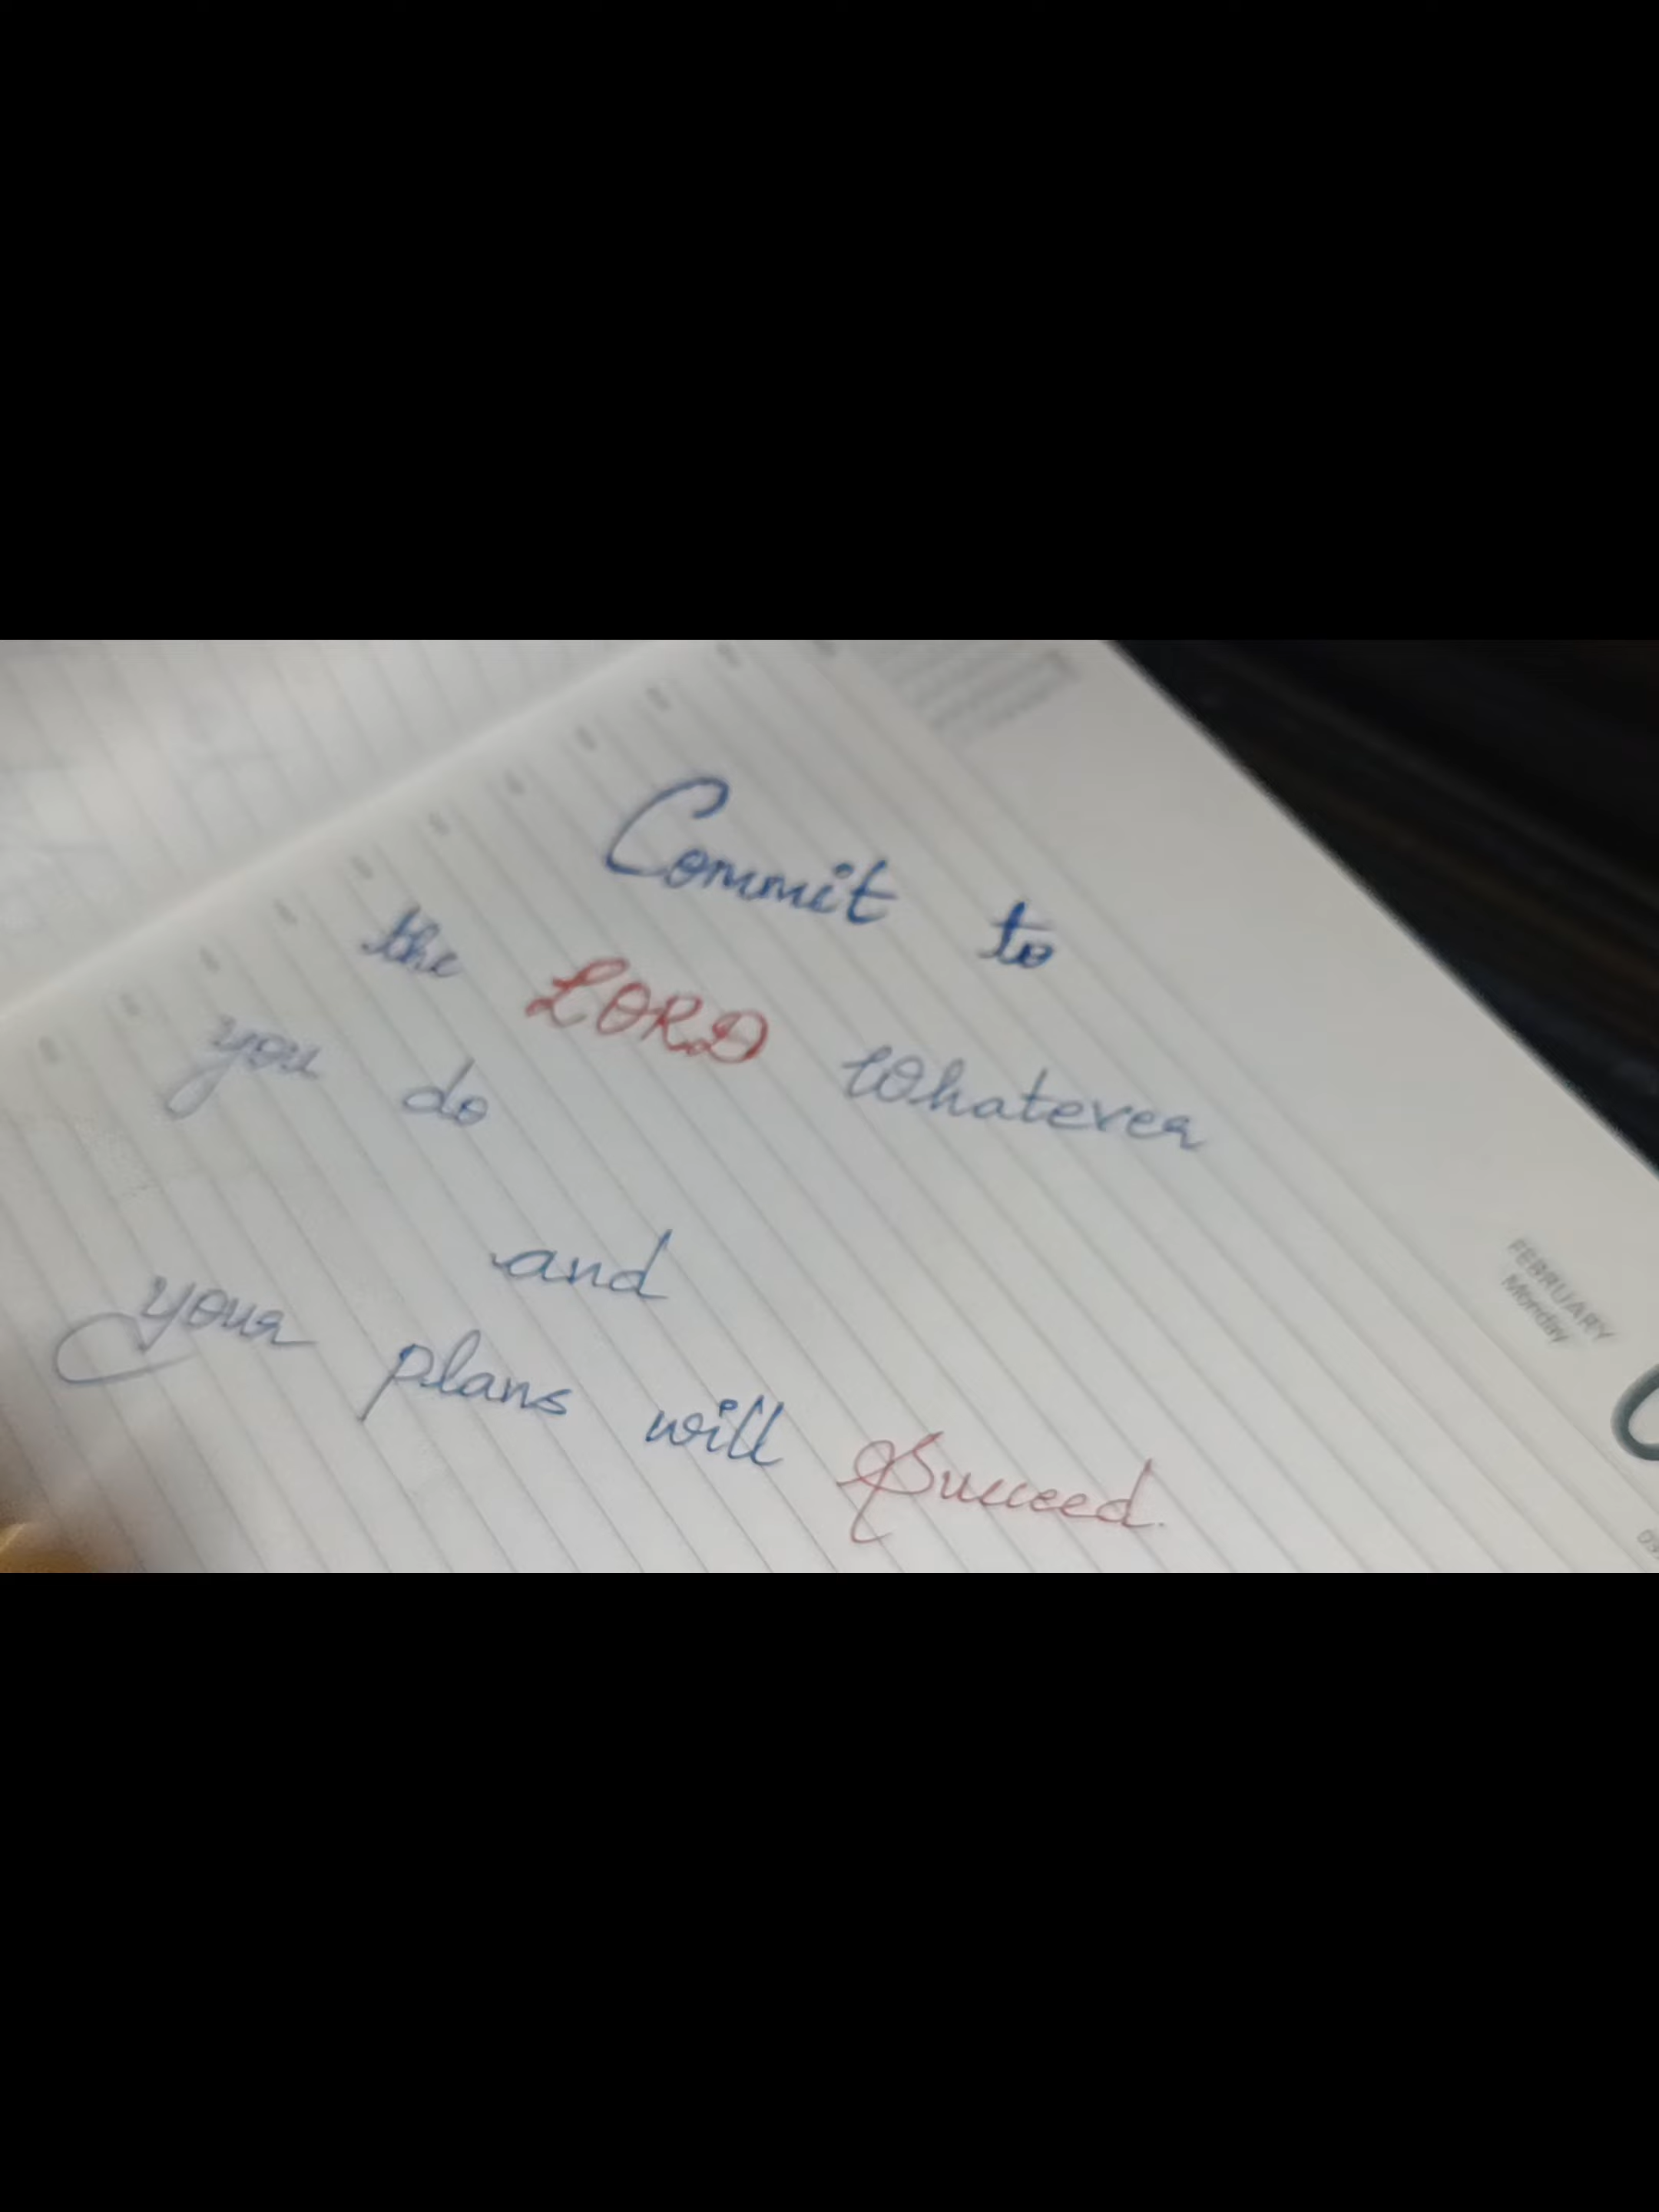 Commit to
the LORD Whatever
you do
and
your plans will Succeed.
FEBRUARY
Monday